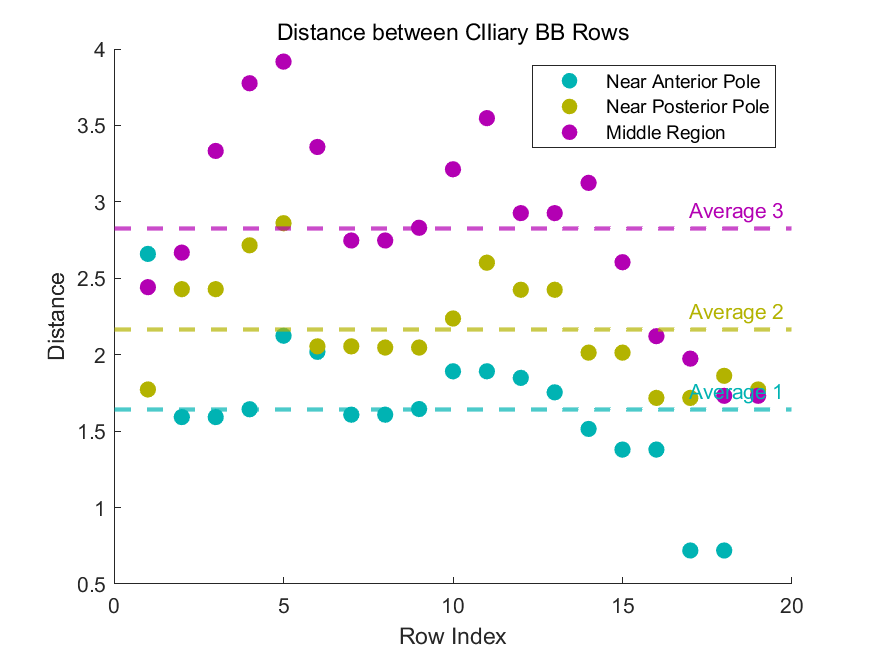 Distance between CIliary BB Rows
4
3.5
3
2.5
2
1.5
1
0.5
Distance
Near Anterior Pole
Near Posterior Pole
Middle Region
Average 3
Average 2
Average 1
0
5
10
15
20
Row Index